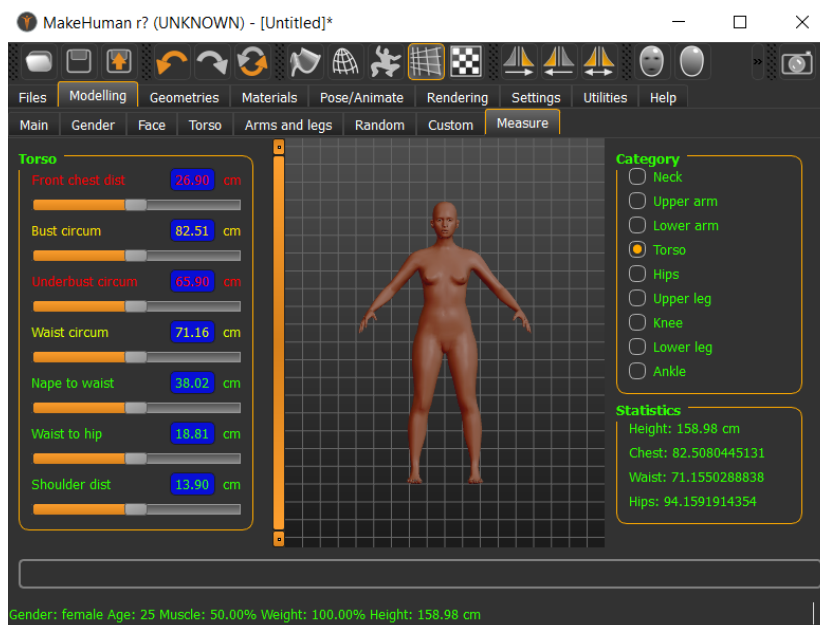 MakeHuman r? (UNKNOWN) - [Untitled]*
»
Files Modelling Geometries Materials Pose/Animate Rendering Settings Utilities Help
Main Gender Face Torso Arms and legs Random Custom Measure
Torso
Front chest dist 26.90 cm
Bust circum 82.51 cm
Underbust circum 65.90 cm
Waist circum 71.16 cm
Nape to waist 38.02 cm
Waist to hip 18.81 cm
Shoulder dist 13.90 cm
Category
Neck
Upper arm
Lower arm
Torso
Hips
Upper leg
Knee
Lower leg
Ankle
Statistics
Height: 158.98 cm
Chest: 82.5080445131
Waist: 71.1550288838
Hips: 94.1591914354
Gender: female Age: 25 Muscle: 50.00% Weight: 100.00% Height: 158.98 cm